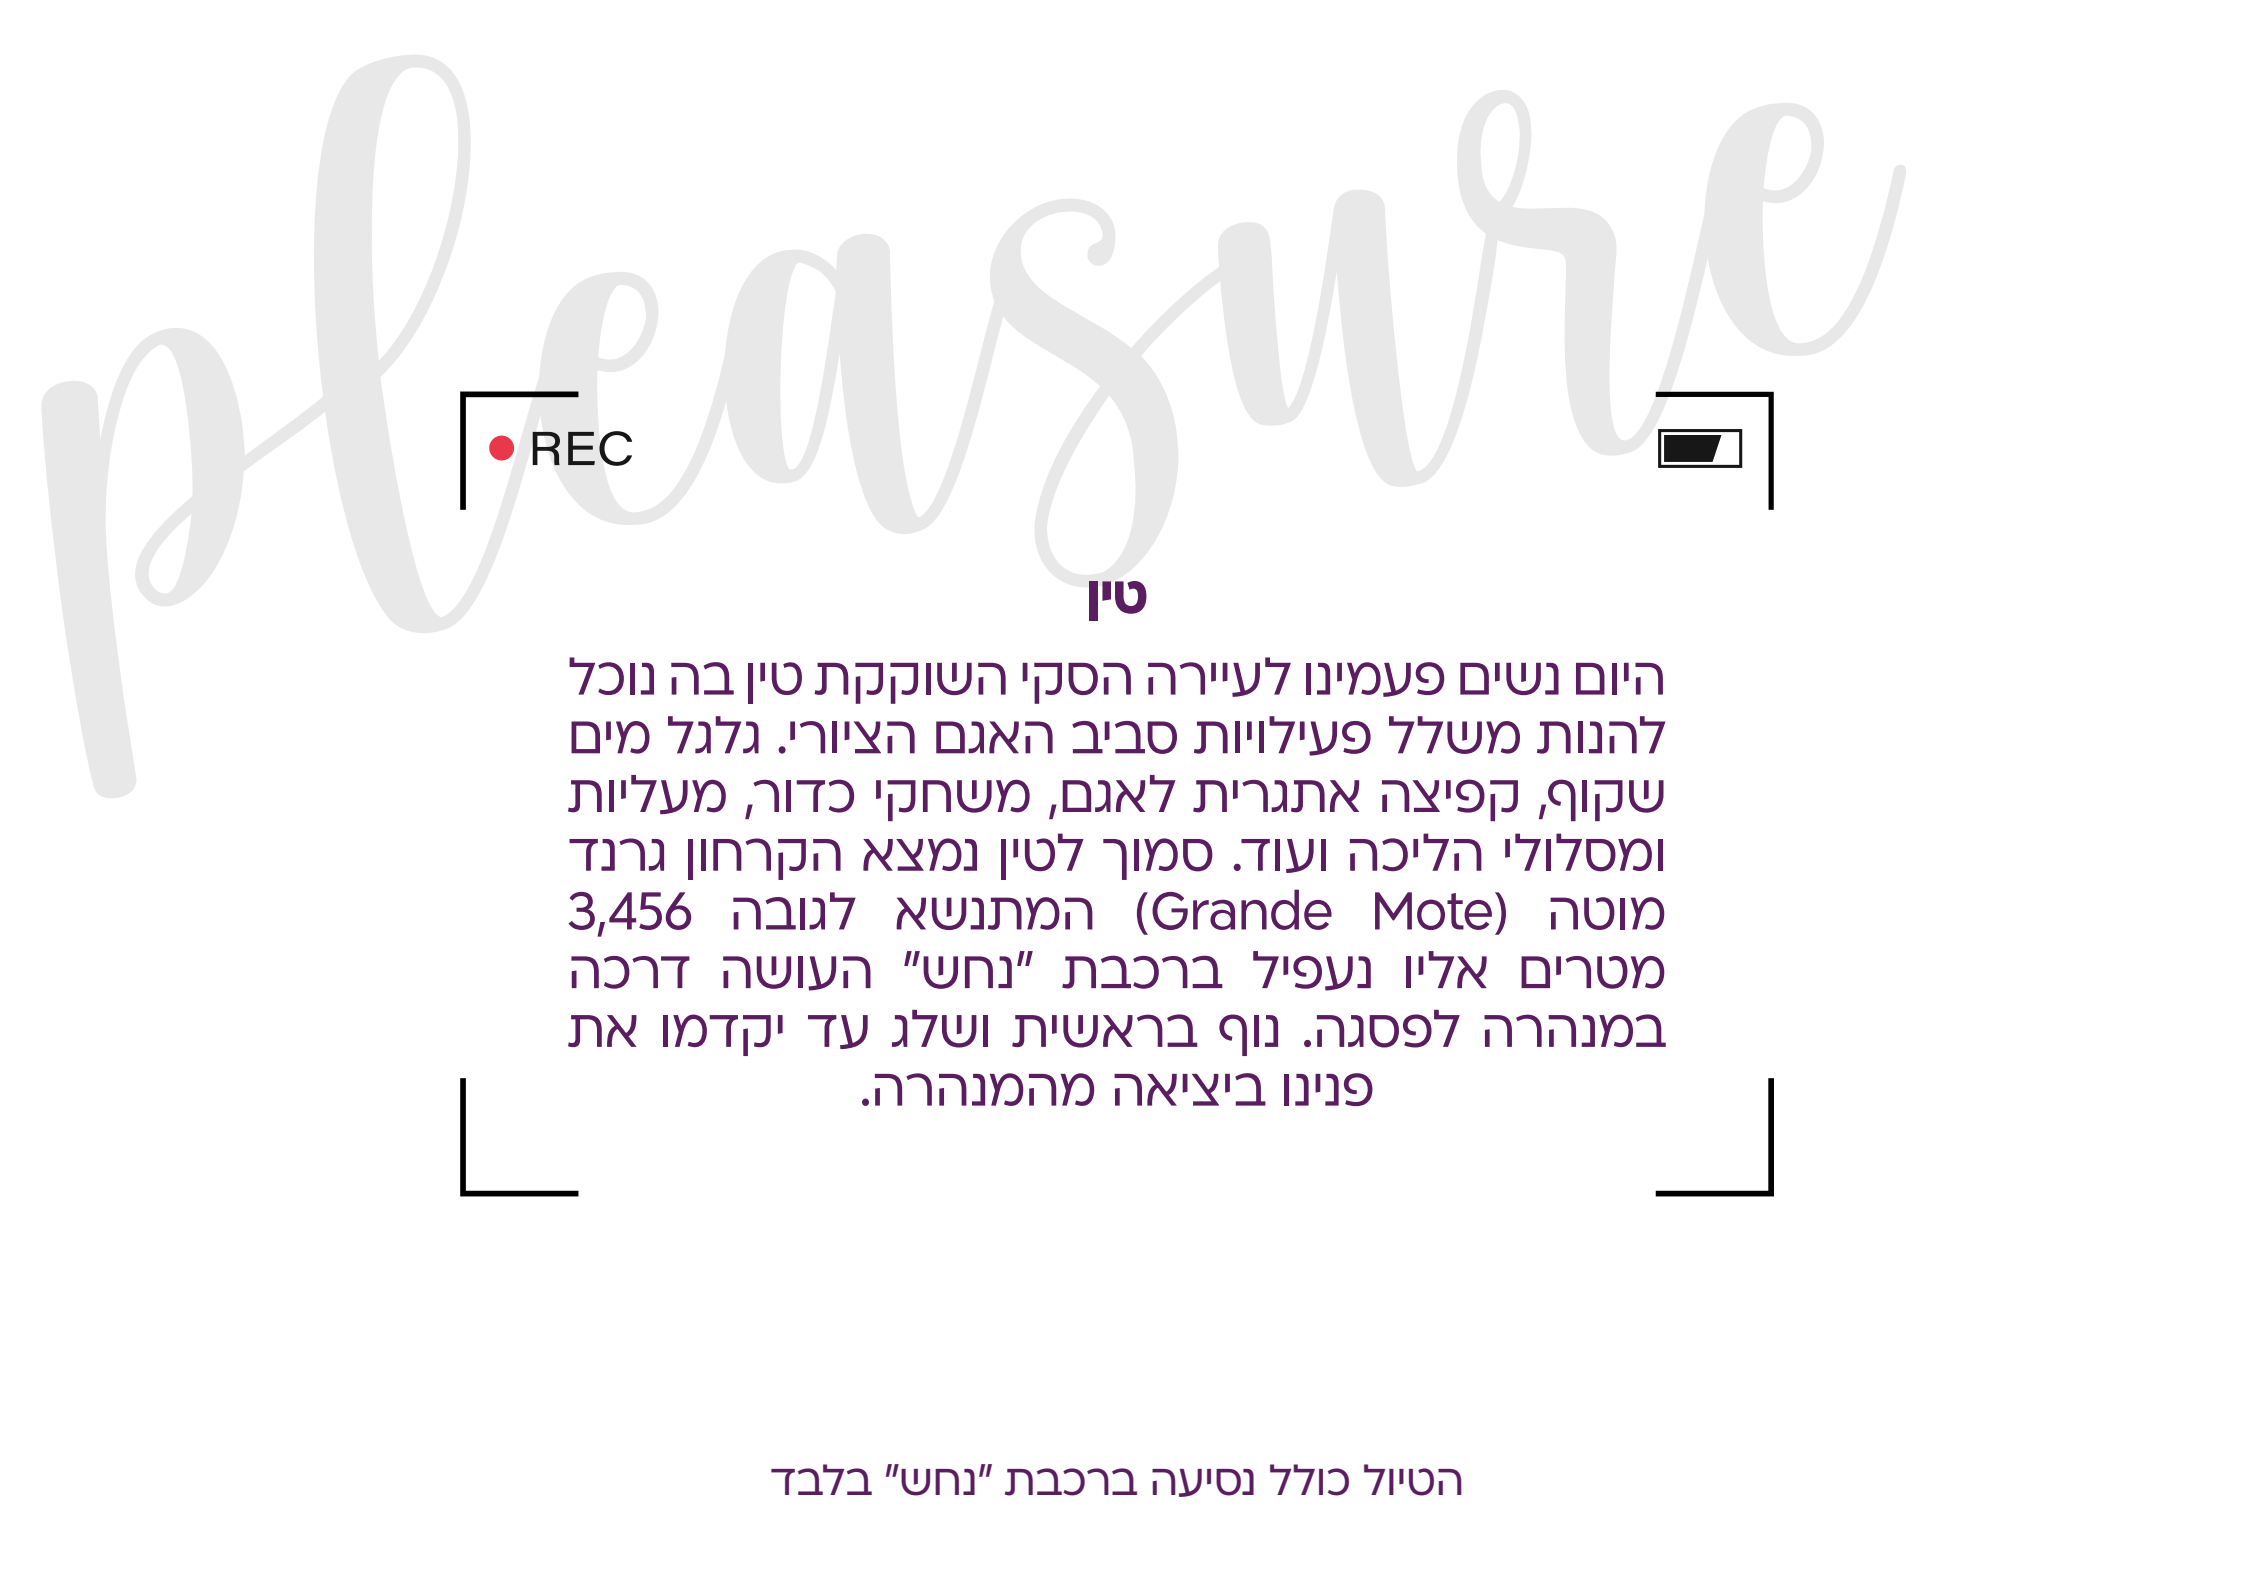 pleasure
REC
טין
היום נשים פעמינו לעיירה הסקי השוקקת טין בה נוכל
להנות משלל פעילויות סביב האגם הציורי. גלגל מים
שקוף, קפיצה אתגרית לאגם, משחקי כדור, מעליות
ומסלולי הליכה ועוד. סמוך לטין נמצא הקרחון גרנד
מוטה (Grande Mote) המתנשא לגובה 3,456
מטרים אליו נעפיל ברכבת "נחש" העושה דרכה
במנהרה לפסגה. נוף בראשית ושלג עד יקדמו את
פנינו ביציאה מהמנהרה.
הטיול כולל נסיעה ברכבת "נחש" בלבד